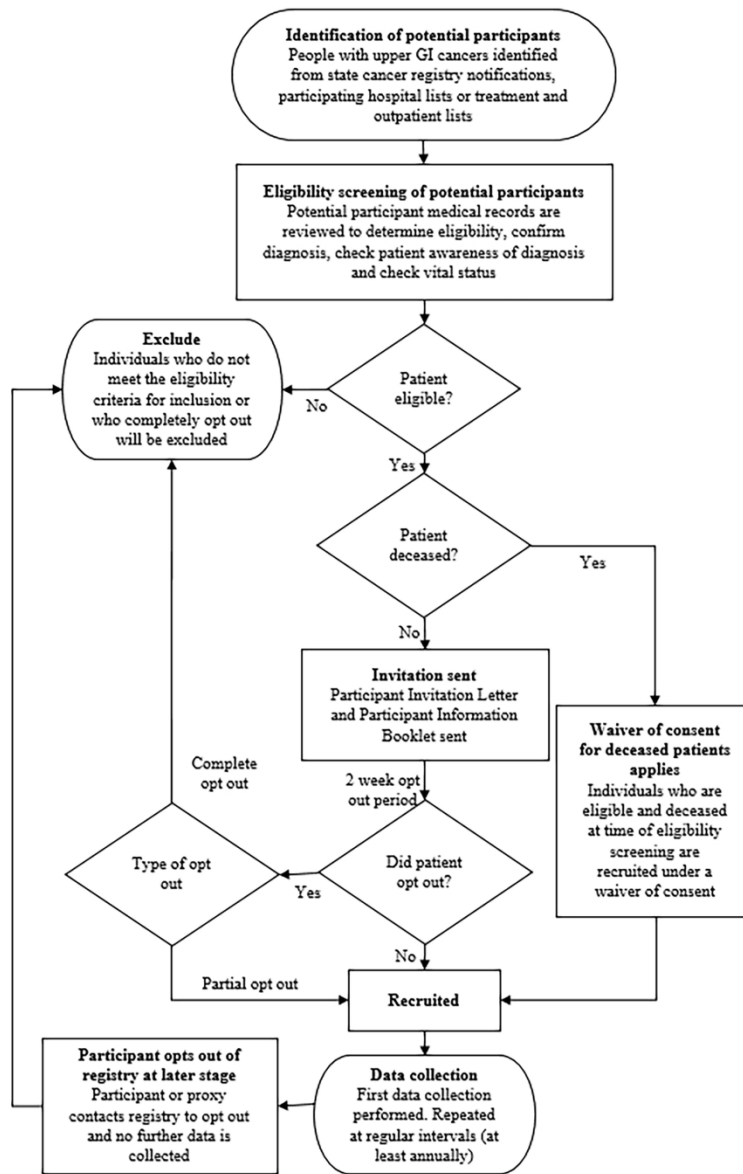 Identification of potential participants
People with upper GI cancers identified
from state cancer registry notifications,
participating hospital lists or treatment and
outpatient lists
Eligibility screening of potential participants
Potential participant medical records are
reviewed to determine eligibility, confirm
diagnosis, check patient awareness of diagnosis
and check vital status
Exclude
Individuals who do not
meet the eligibility
criteria for inclusion or
who completely opt out
will be excluded
No
Patient
eligible?
Yes
Patient
deceased?
Yes
No
Invitation sent
Participant Invitation Letter
and Participant Information
Booklet sent
Waiver of consent
for deceased patients
applies
Individuals who are
eligible and deceased
at time of eligibility
screening are
recruited under a
waiver of consent
2 week opt
out period
Complete
opt out
Type of opt
out
Yes
Did patient
opt out?
No
Partial opt out
Recruited
Participant opts out of
registry at later stage
Participant or proxy
contacts registry to opt out
and no further data is
collected
Data collection
First data collection
performed. Repeated
at regular intervals (at
least annually)